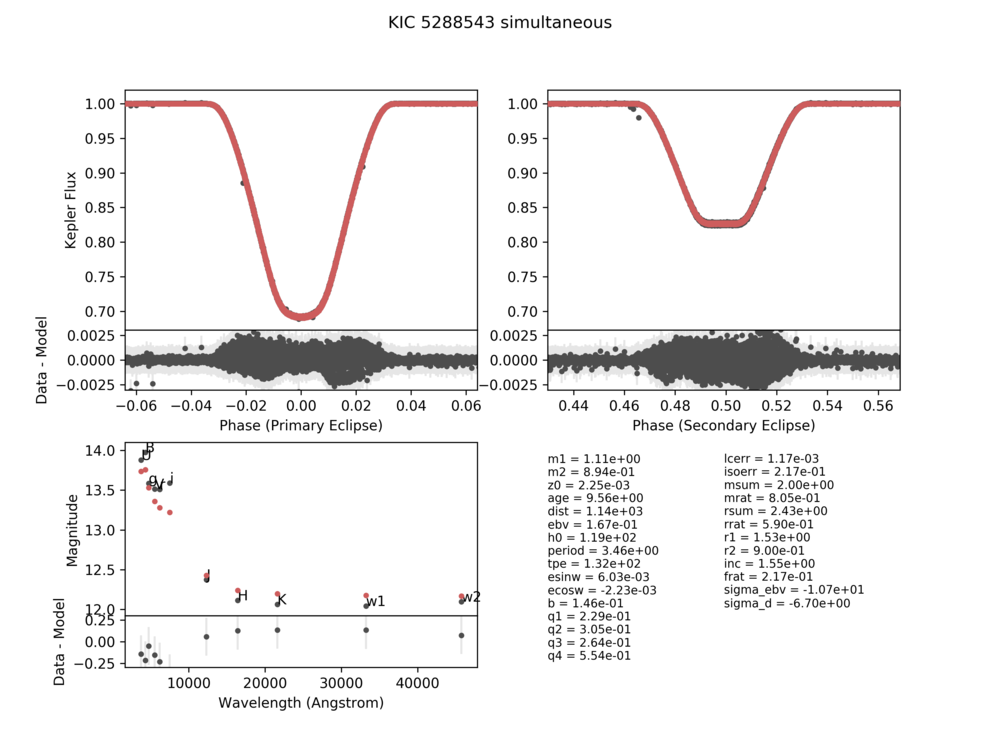 KIC 5288543 simultaneous
1.00
0.95
0.90
0.85
0.80
0.75
0.70
Kepler Flux
0.0025
0.0000
−0.0025
Data - Model
−0.06 −0.04 −0.02 0.00 0.02 0.04 0.06
Phase (Primary Eclipse)
1.00
0.95
0.90
0.85
0.80
0.75
0.70
0.0025
0.0000
−0.0025
0.44 0.46 0.48 0.50 0.52 0.54 0.56
Phase (Secondary Eclipse)
14.0
13.5
13.0
12.5
12.0
Magnitude
B
g
V
i
J
H
K
w1
w2
0.25
0.00
−0.25
Data - Model
10000 20000 30000 40000
Wavelength (Angstrom)
m1 = 1.11e+00
m2 = 8.94e-01
z0 = 2.25e-03
age = 9.56e+00
dist = 1.14e+03
ebv = 1.67e-01
h0 = 1.19e+02
period = 3.46e+00
tpe = 1.32e+02
esinw = 6.03e-03
ecosw = -2.23e-03
b = 1.46e-01
q1 = 2.29e-01
q2 = 3.05e-01
q3 = 2.64e-01
q4 = 5.54e-01
lcerr = 1.17e-03
isoerr = 2.17e-01
msum = 2.00e+00
mrat = 8.05e-01
rsum = 2.43e+00
rrat = 5.90e-01
r1 = 1.53e+00
r2 = 9.00e-01
inc = 1.55e+00
frat = 2.17e-01
sigma_ebv = -1.07e+01
sigma_d = -6.70e+00